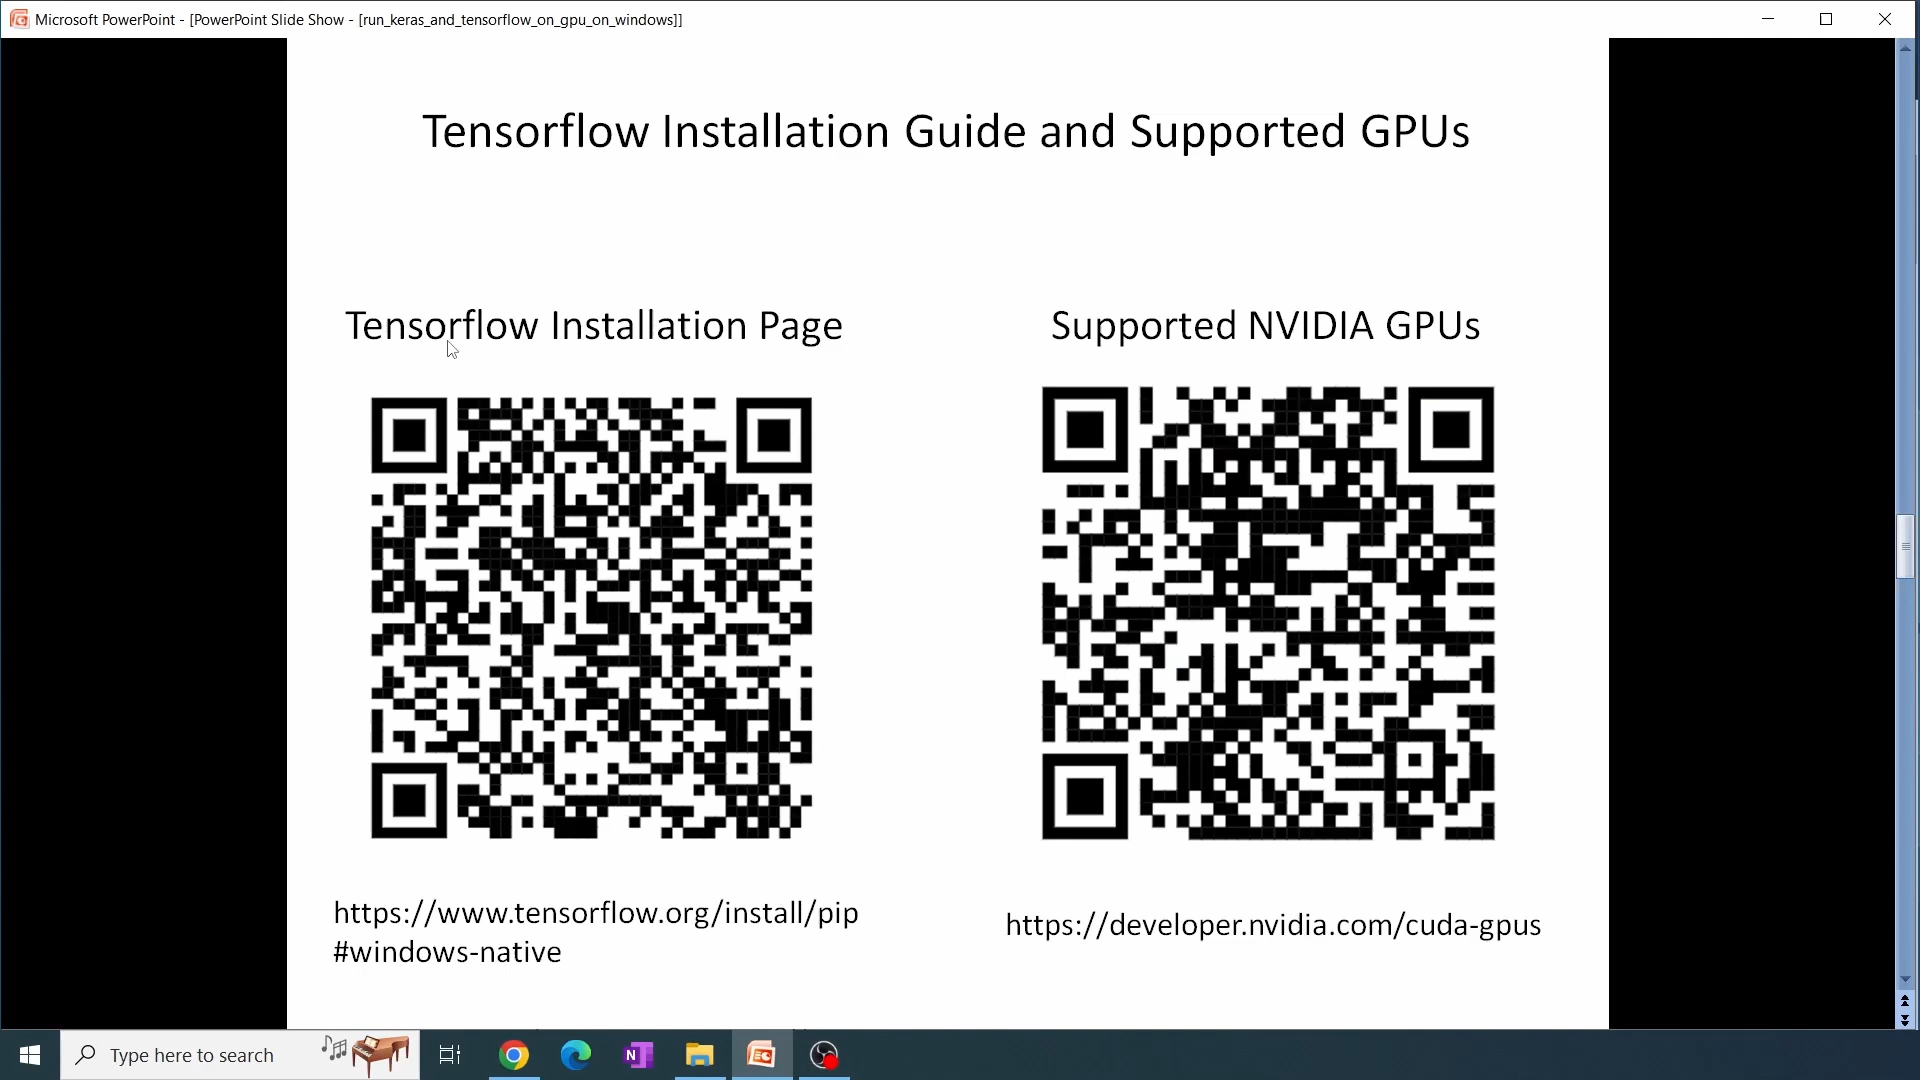 Microsoft PowerPoint - [PowerPoint Slide Show - [run_keras_and_tensorflow_on_gpu_on_windows]]
Tensorflow Installation Guide and Supported GPUs
Tensorflow Installation Page
Supported NVIDIA GPUs
https://www.tensorflow.org/install/pip
#windows-native
https://developer.nvidia.com/cuda-gpus
Type here to search